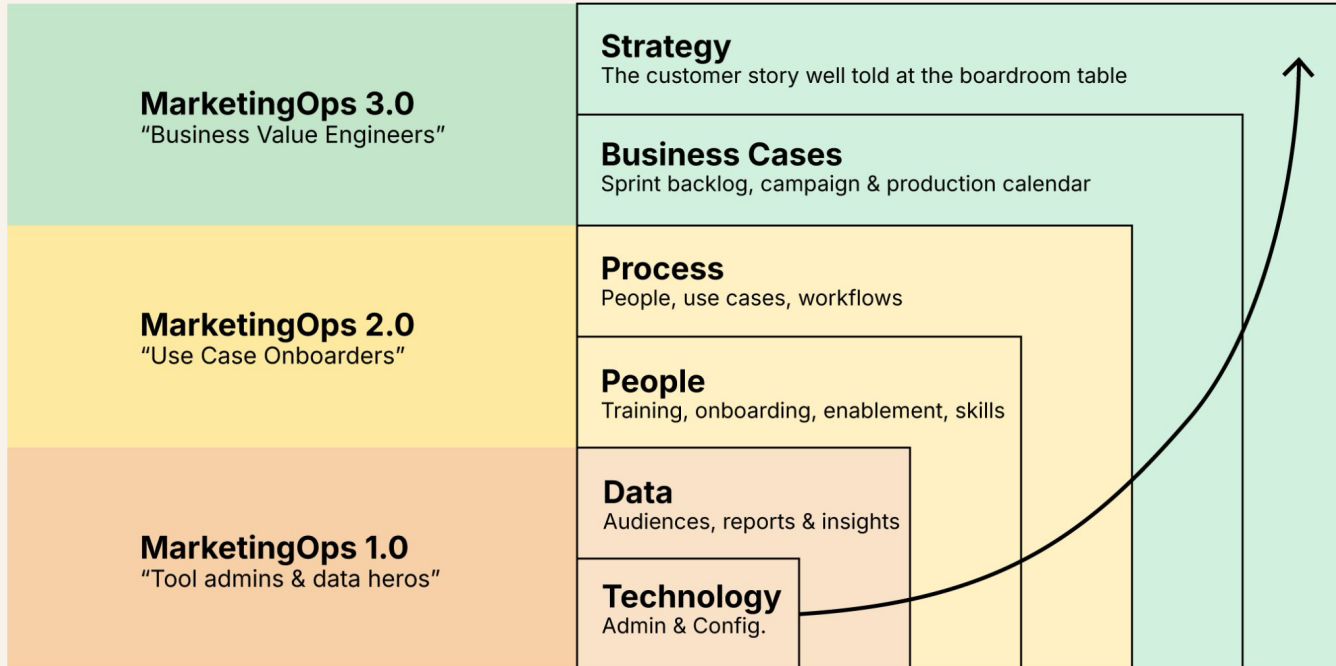 MarketingOps 3.0
“Business Value Engineers”
Strategy
The customer story well told at the boardroom table
Business Cases
Sprint backlog, campaign & production calendar
MarketingOps 2.0
“Use Case Onboarders”
Process
People, use cases, workflows
People
Training, onboarding, enablement, skills
MarketingOps 1.0
“Tool admins & data heros”
Data
Audiences, reports & insights
Technology
Admin & Config.